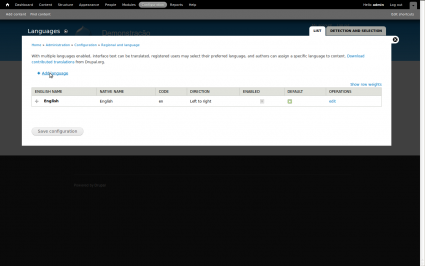 Dashboard Content Structure Appearance People Modules Configuration Reports Help Hello admin Log out
Add content Find content Edit shortcuts
Languages
LIST DETECTION AND SELECTION
Home » Administration » Configuration » Regional and language
With multiple languages enabled, interface text can be translated, registered users may select their preferred language, and authors can assign a specific language to content. Download
contributed translations from Drupal.org.
Add language
Show row weights
ENGLISH NAME NATIVE NAME CODE DIRECTION ENABLED DEFAULT OPERATIONS
English English en Left to right edit
Save configuration